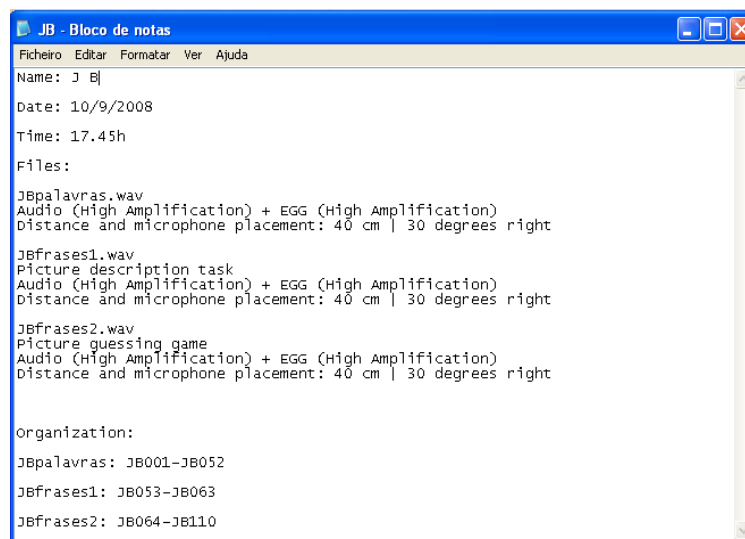 JB - Bloco de notas
Ficheiro Editar Formatar Ver Ajuda
Name: J B
Date: 10/9/2008
Time: 17.45h
Files:
JBpalavras.wav
Audio (High Amplification) + EGG (High Amplification)
Distance and microphone placement: 40 cm | 30 degrees right
JBfrases1.wav
Picture description task
Audio (High Amplification) + EGG (High Amplification)
Distance and microphone placement: 40 cm | 30 degrees right
JBfrases2.wav
Picture guessing game
Audio (High Amplification) + EGG (High Amplification)
Distance and microphone placement: 40 cm | 30 degrees right
Organization:
JBpalavras: JB001-JB052
JBfrases1: JB053-JB063
JBfrases2: JB064-JB110